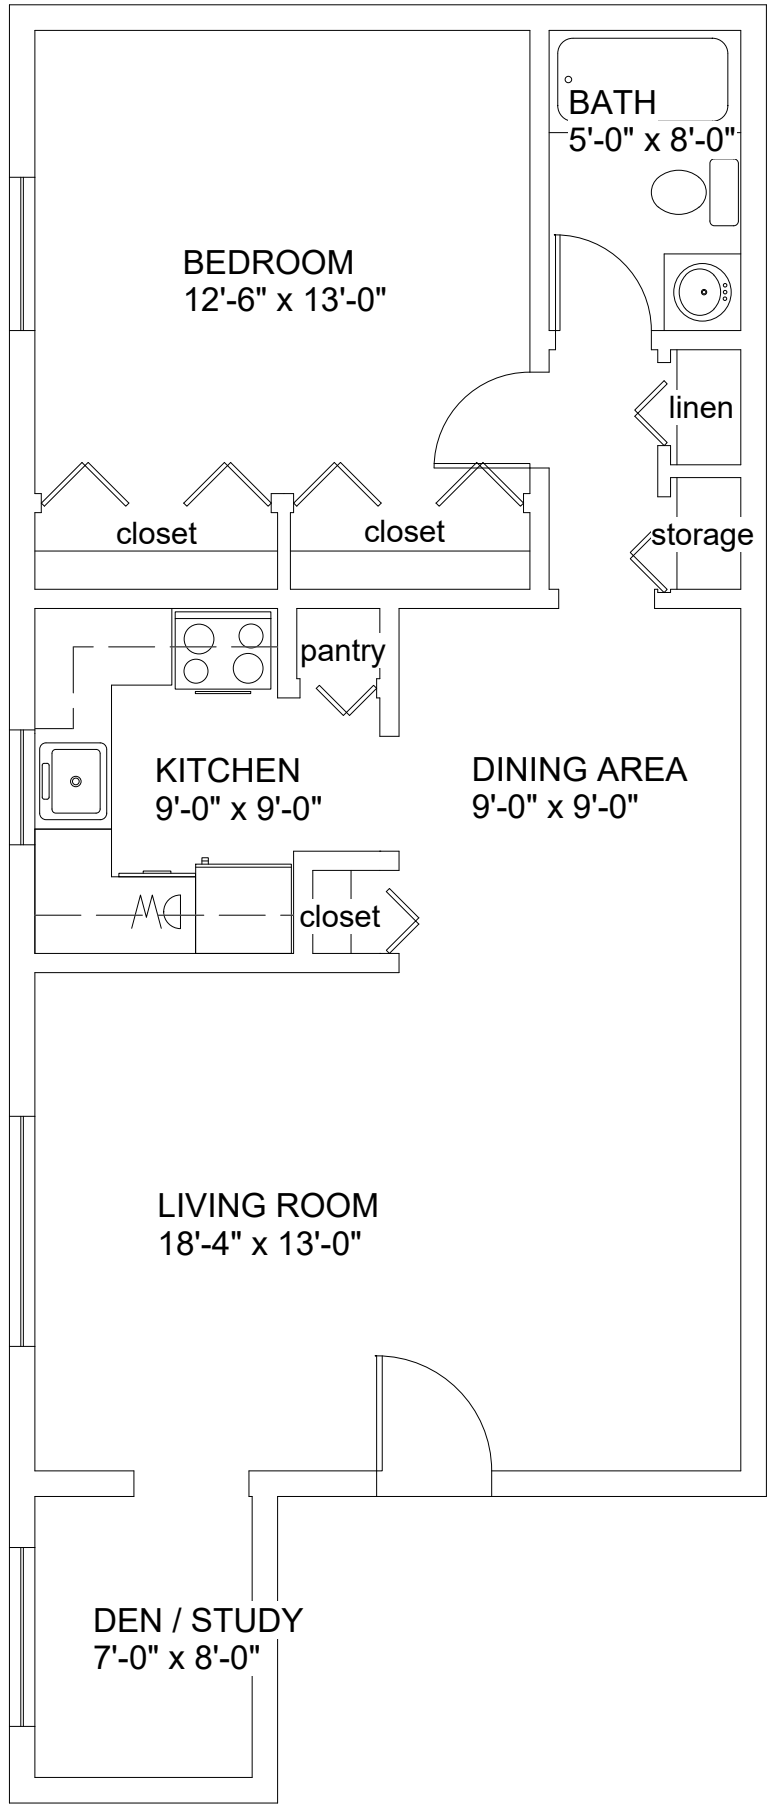 BATH
5'-0" x 8'-0"
BEDROOM
12'-6" x 13'-0"
linen
closet
closet
storage
pantry
KITCHEN
9'-0" x 9'-0"
DINING AREA
9'-0" x 9'-0"
DW
closet
LIVING ROOM
18'-4" x 13'-0"
DEN / STUDY
7'-0" x 8'-0"